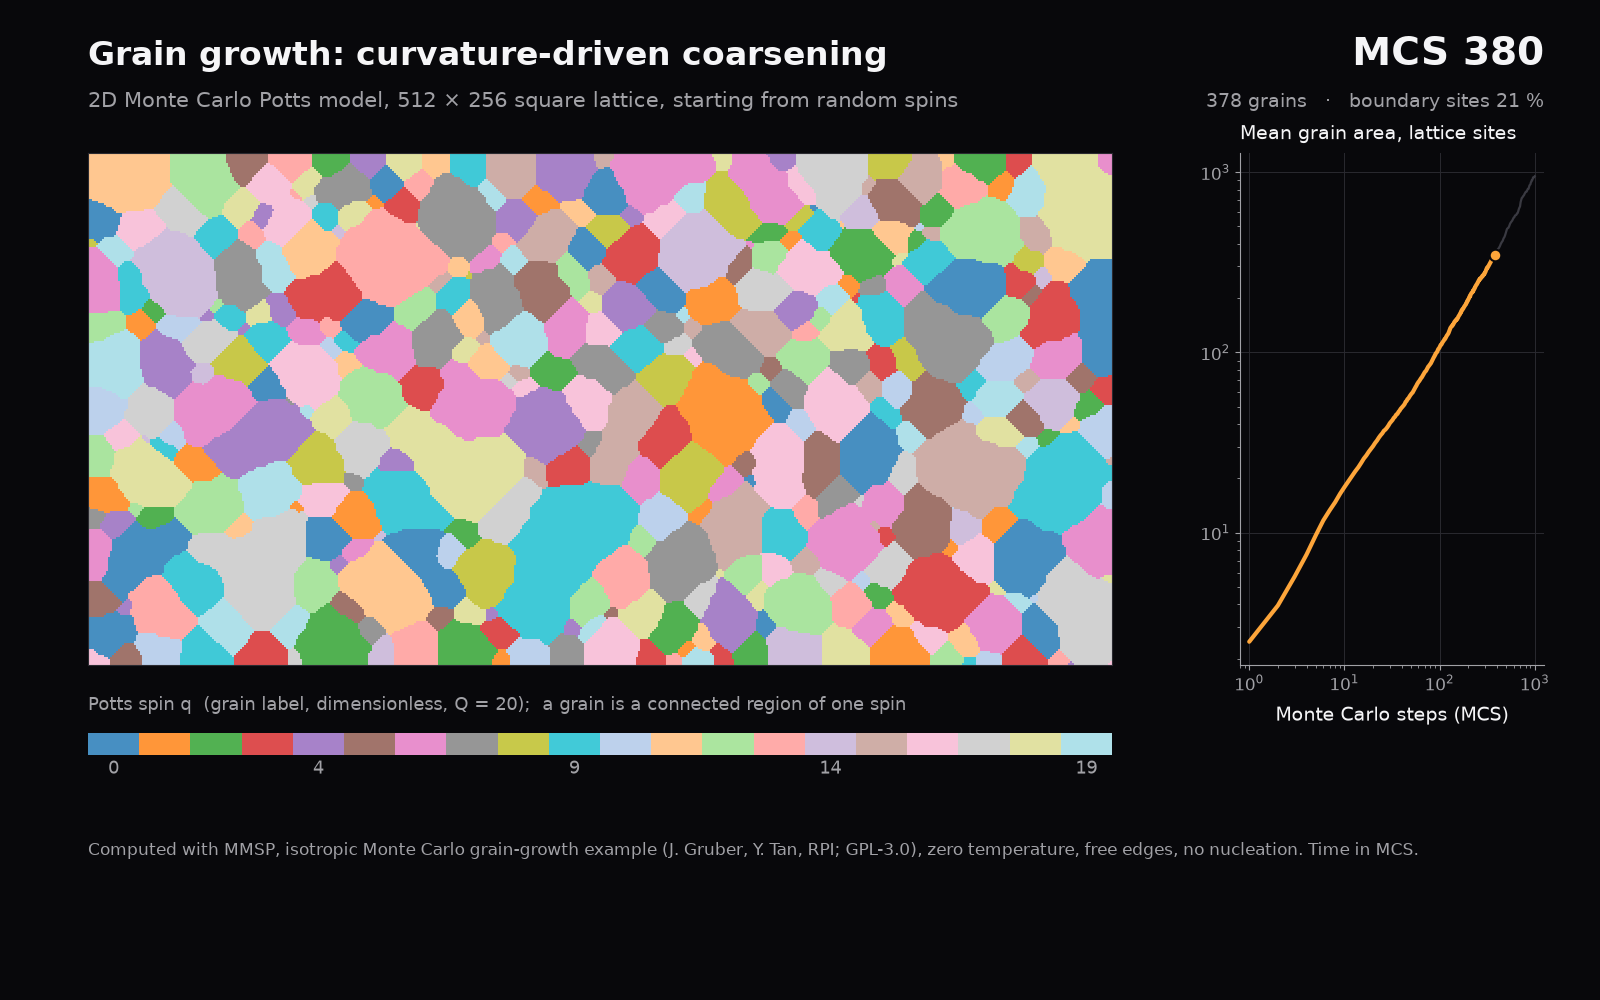 Grain growth: curvature-driven coarsening
MCS 380
2D Monte Carlo Potts model, 512 × 256 square lattice, starting from random spins
378 grains · boundary sites 21 %
Mean grain area, lattice sites
10³
10²
10¹
10⁰ 10¹ 10² 10³
Monte Carlo steps (MCS)
Potts spin q (grain label, dimensionless, Q = 20); a grain is a connected region of one spin
0 4 9 14 19
Computed with MMSP, isotropic Monte Carlo grain-growth example (J. Gruber, Y. Tan, RPI; GPL-3.0), zero temperature, free edges, no nucleation. Time in MCS.